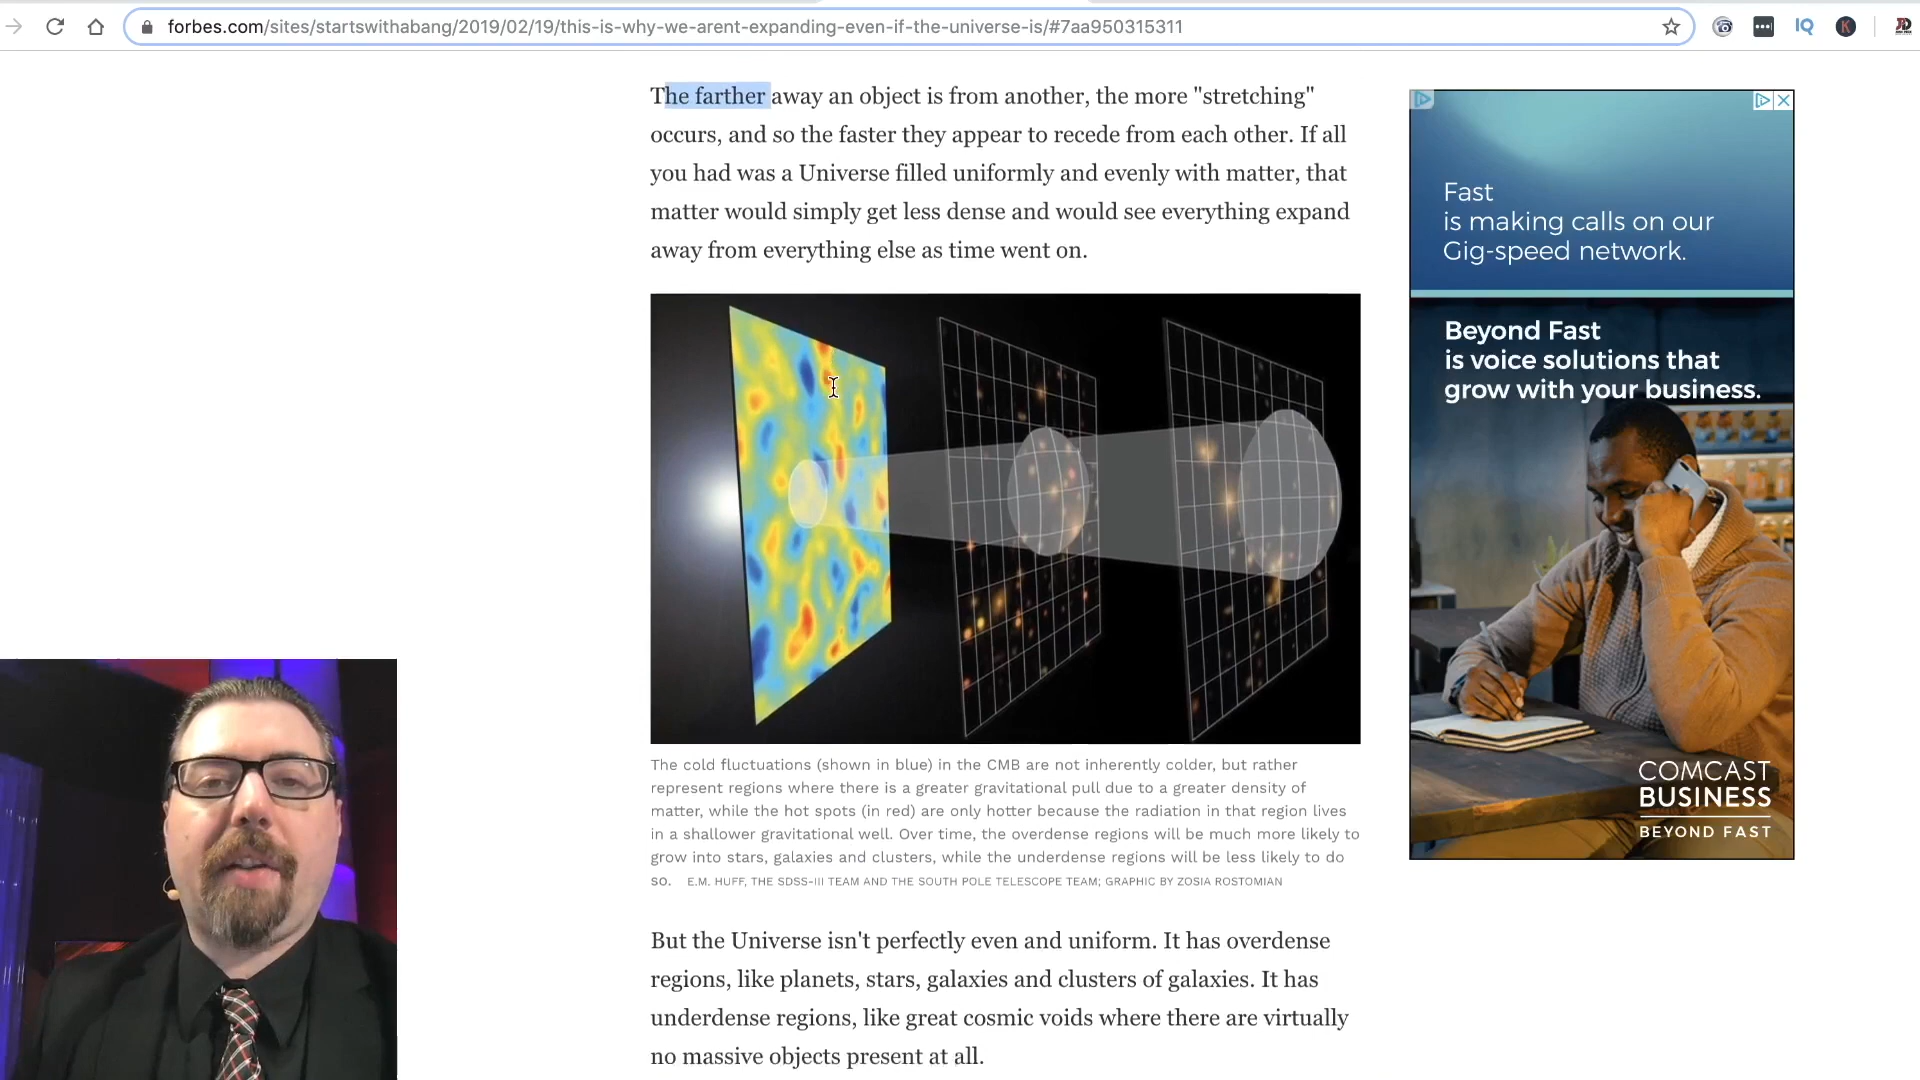 forbes.com/sites/startswithabang/2019/02/19/this-is-why-we-arent-expanding-even-if-the-universe-is/#7aa950315311
IQ
K
The farther away an object is from another, the more "stretching"
occurs, and so the faster they appear to recede from each other. If all
you had was a Universe filled uniformly and evenly with matter, that
matter would simply get less dense and would see everything expand
away from everything else as time went on.
The cold fluctuations (shown in blue) in the CMB are not inherently colder, but rather
represent regions where there is a greater gravitational pull due to a greater density of
matter, while the hot spots (in red) are only hotter because the radiation in that region lives
in a shallower gravitational well. Over time, the overdense regions will be much more likely to
grow into stars, galaxies and clusters, while the underdense regions will be less likely to do
so. E.M. HUFF, THE SDSS-III TEAM AND THE SOUTH POLE TELESCOPE TEAM; GRAPHIC BY ZOSIA ROSTOMIAN
But the Universe isn't perfectly even and uniform. It has overdense
regions, like planets, stars, galaxies and clusters of galaxies. It has
underdense regions, like great cosmic voids where there are virtually
no massive objects present at all.
Fast
is making calls on our
Gig-speed network.
Beyond Fast
is voice solutions that
grow with your business.
COMCAST
BUSINESS
BEYOND FAST